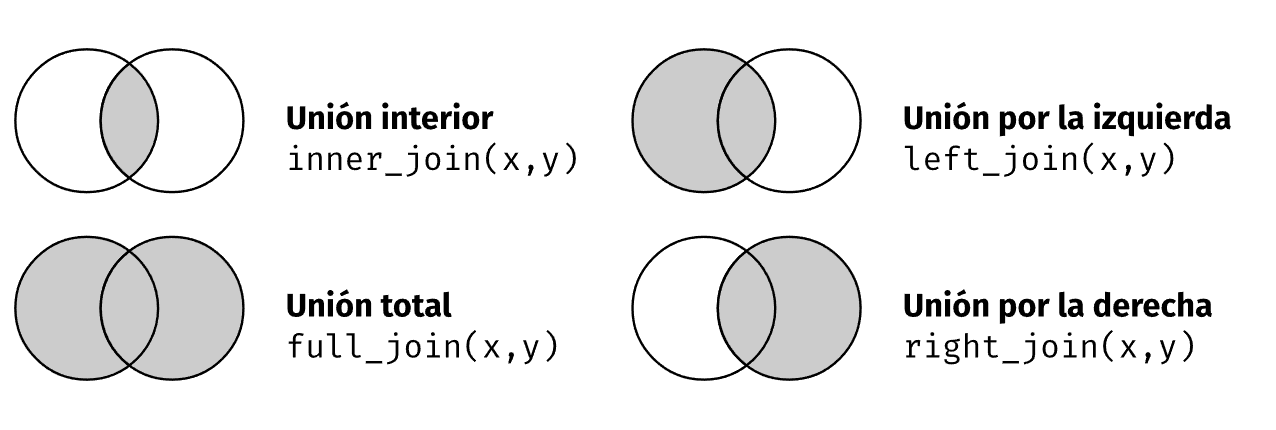 Unión interior
inner_join(x,y)
Unión por la izquierda
left_join(x,y)
Unión total
full_join(x,y)
Unión por la derecha
right_join(x,y)